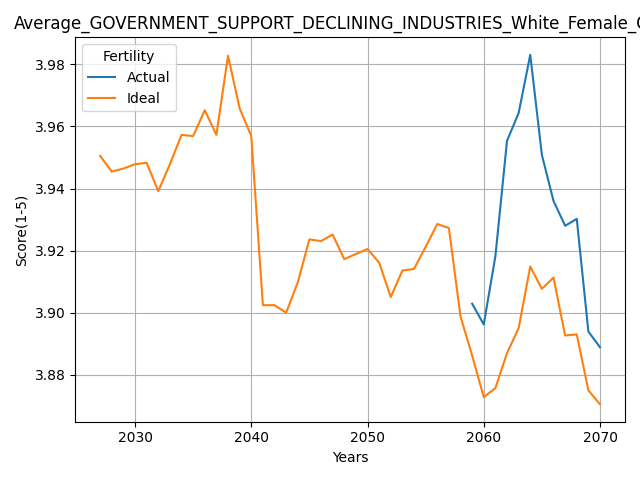 Average_GOVERNMENT_SUPPORT_DECLINING_INDUSTRIES_White_Female_
Fertility
Actual
Ideal
3.98
3.96
3.94
3.92
3.90
3.88
Score(1-5)
2030 2040 2050 2060 2070
Years